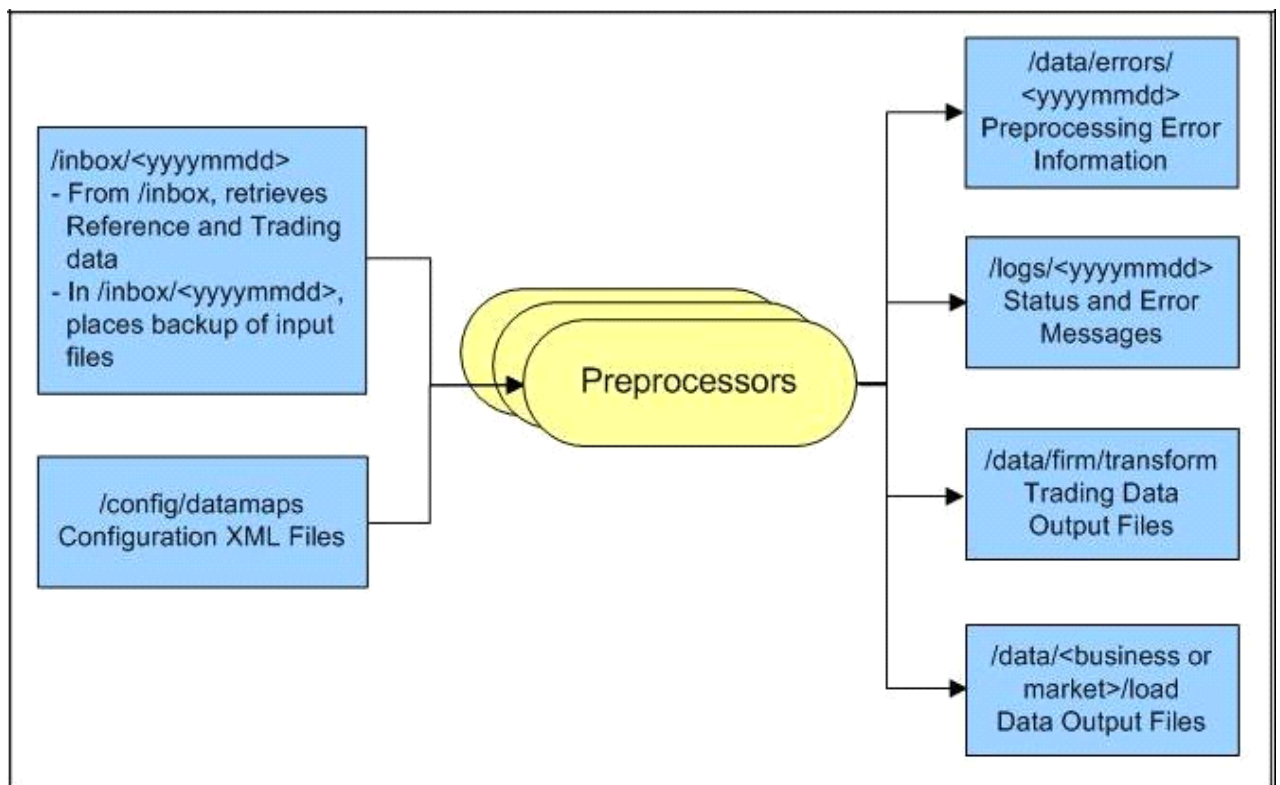 /inbox/<yyyymmdd>
- From /inbox, retrieves
Reference and Trading
data
- In /inbox/<yyyymmdd>,
places backup of input
files
/config/datamaps
Configuration XML Files
Preprocessors
/data/errors/
<yyyymmdd>
Preprocessing Error
Information
/logs/<yyyymmdd>
Status and Error
Messages
/data/firm/transform
Trading Data
Output Files
/data/<business or
market>/load
Data Output Files